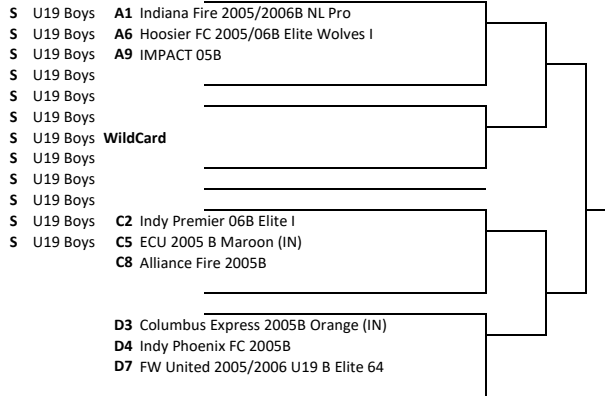 S U19 Boys A1 Indiana Fire 2005/2006B NL Pro
S U19 Boys A6 Hoosier FC 2005/06B Elite Wolves I
S U19 Boys A9 IMPACT 05B
S U19 Boys
S U19 Boys
S U19 Boys
S U19 Boys WildCard
S U19 Boys
S U19 Boys
S U19 Boys
S U19 Boys C2 Indy Premier 06B Elite I
S U19 Boys C5 ECU 2005 B Maroon (IN)
C8 Alliance Fire 2005B
D3 Columbus Express 2005B Orange (IN)
D4 Indy Phoenix FC 2005B
D7 FW United 2005/2006 U19 B Elite 64